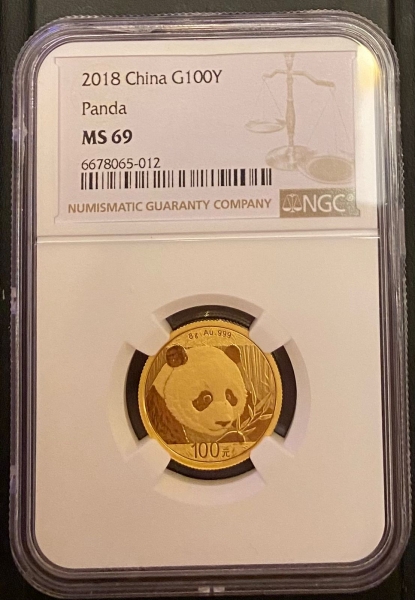 2018 China G100Y
Panda
MS 69
6678065-012
NUMISMATIC GUARANTY COMPANY
NGC
8g Au.999
100元